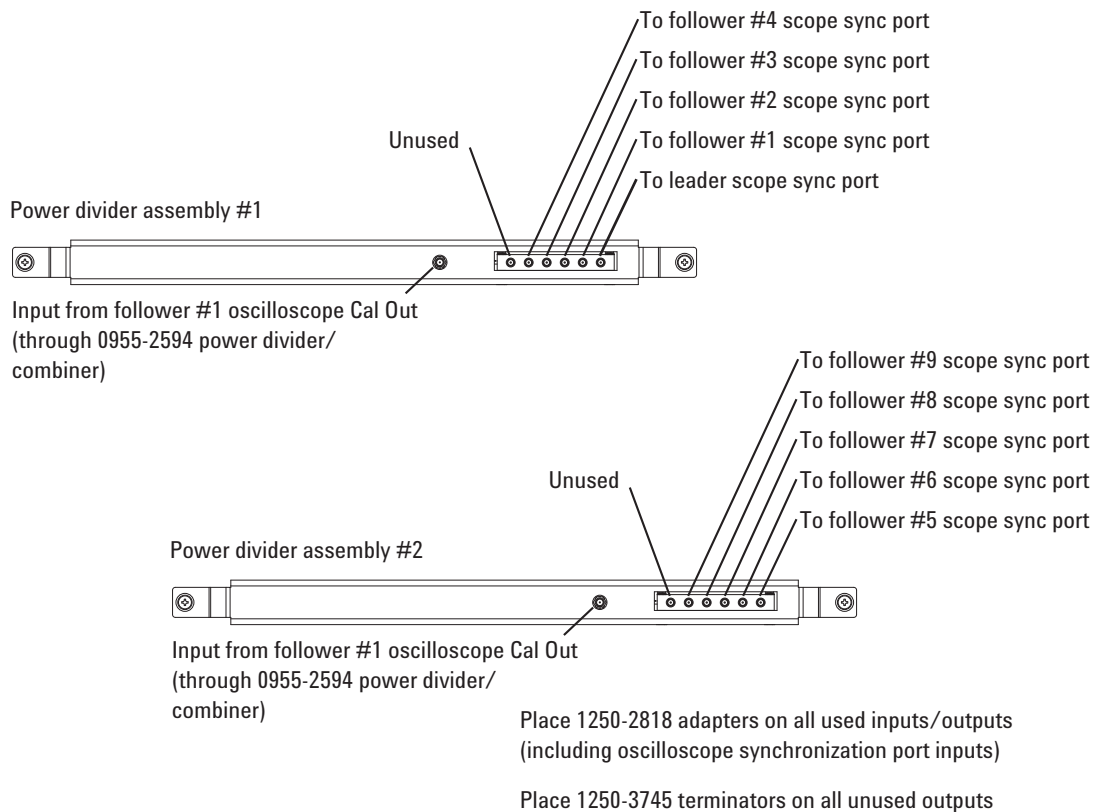 To follower #4 scope sync port
To follower #3 scope sync port
To follower #2 scope sync port
Unused
To follower #1 scope sync port
To leader scope sync port
Power divider assembly #1
Input from follower #1 oscilloscope Cal Out
(through 0955-2594 power divider/
combiner)
To follower #9 scope sync port
To follower #8 scope sync port
To follower #7 scope sync port
Unused
To follower #6 scope sync port
To follower #5 scope sync port
Power divider assembly #2
Input from follower #1 oscilloscope Cal Out
(through 0955-2594 power divider/
combiner)
Place 1250-2818 adapters on all used inputs/outputs
(including oscilloscope synchronization port inputs)
Place 1250-3745 terminators on all unused outputs